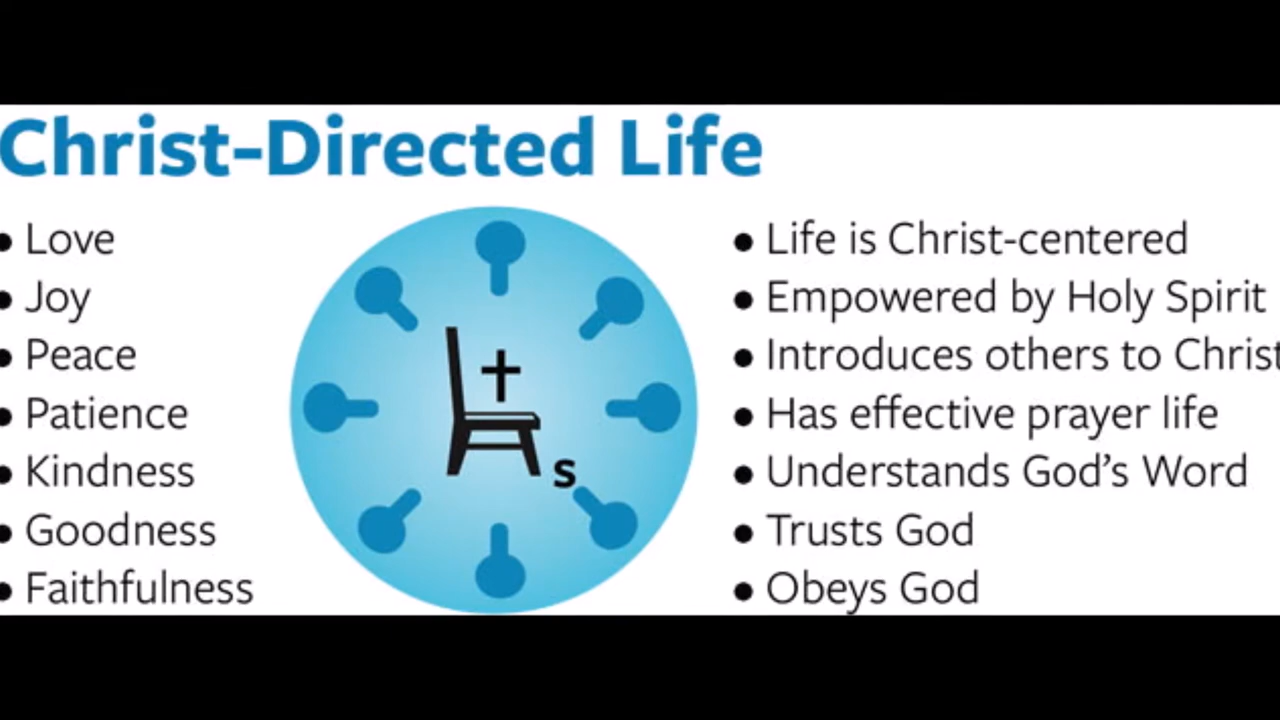 Christ-Directed Life
• Love
• Joy
• Peace
• Patience
• Kindness
• Goodness
• Faithfulness
s
• Life is Christ-centered
• Empowered by Holy Spirit
• Introduces others to Christ
• Has effective prayer life
• Understands God’s Word
• Trusts God
• Obeys God